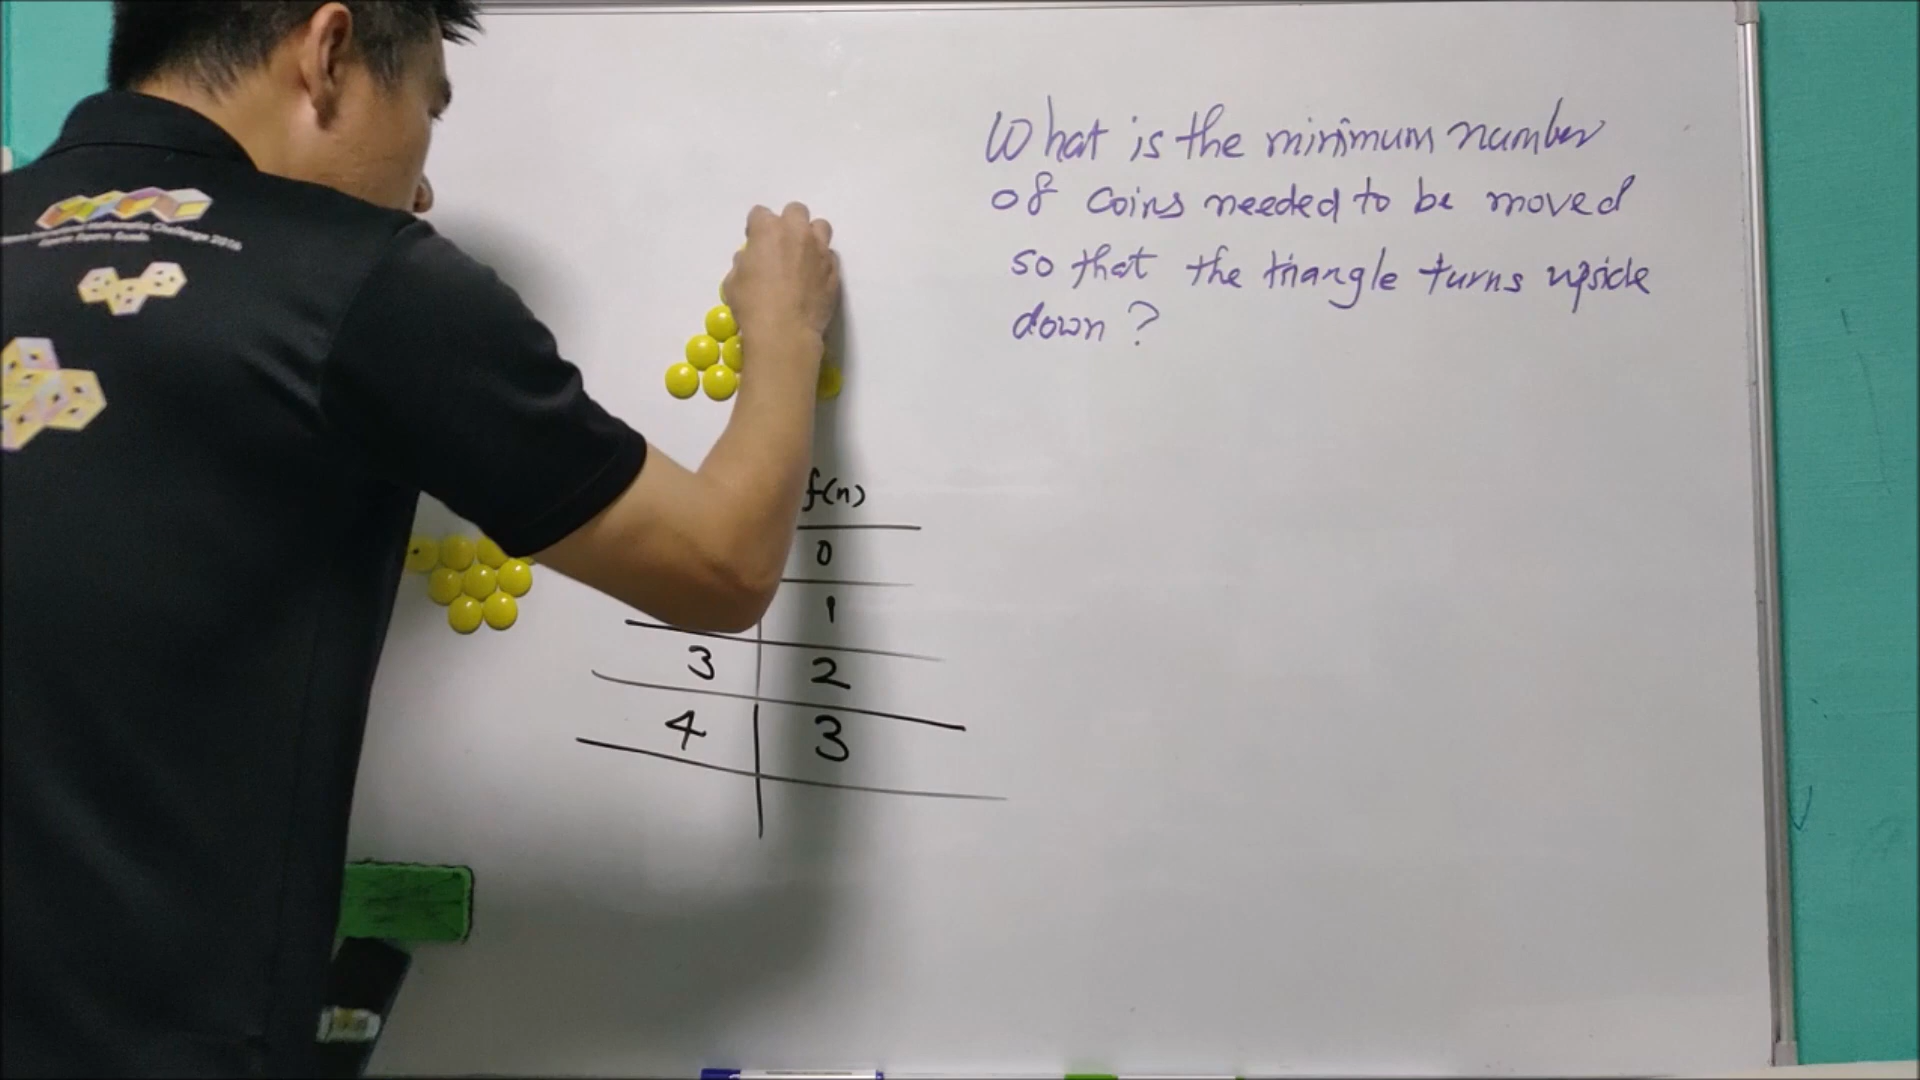 What is the minimum number
of coins needed to be moved
so that the triangle turns upside
down?
f(n)
0
1
3 2
4 3